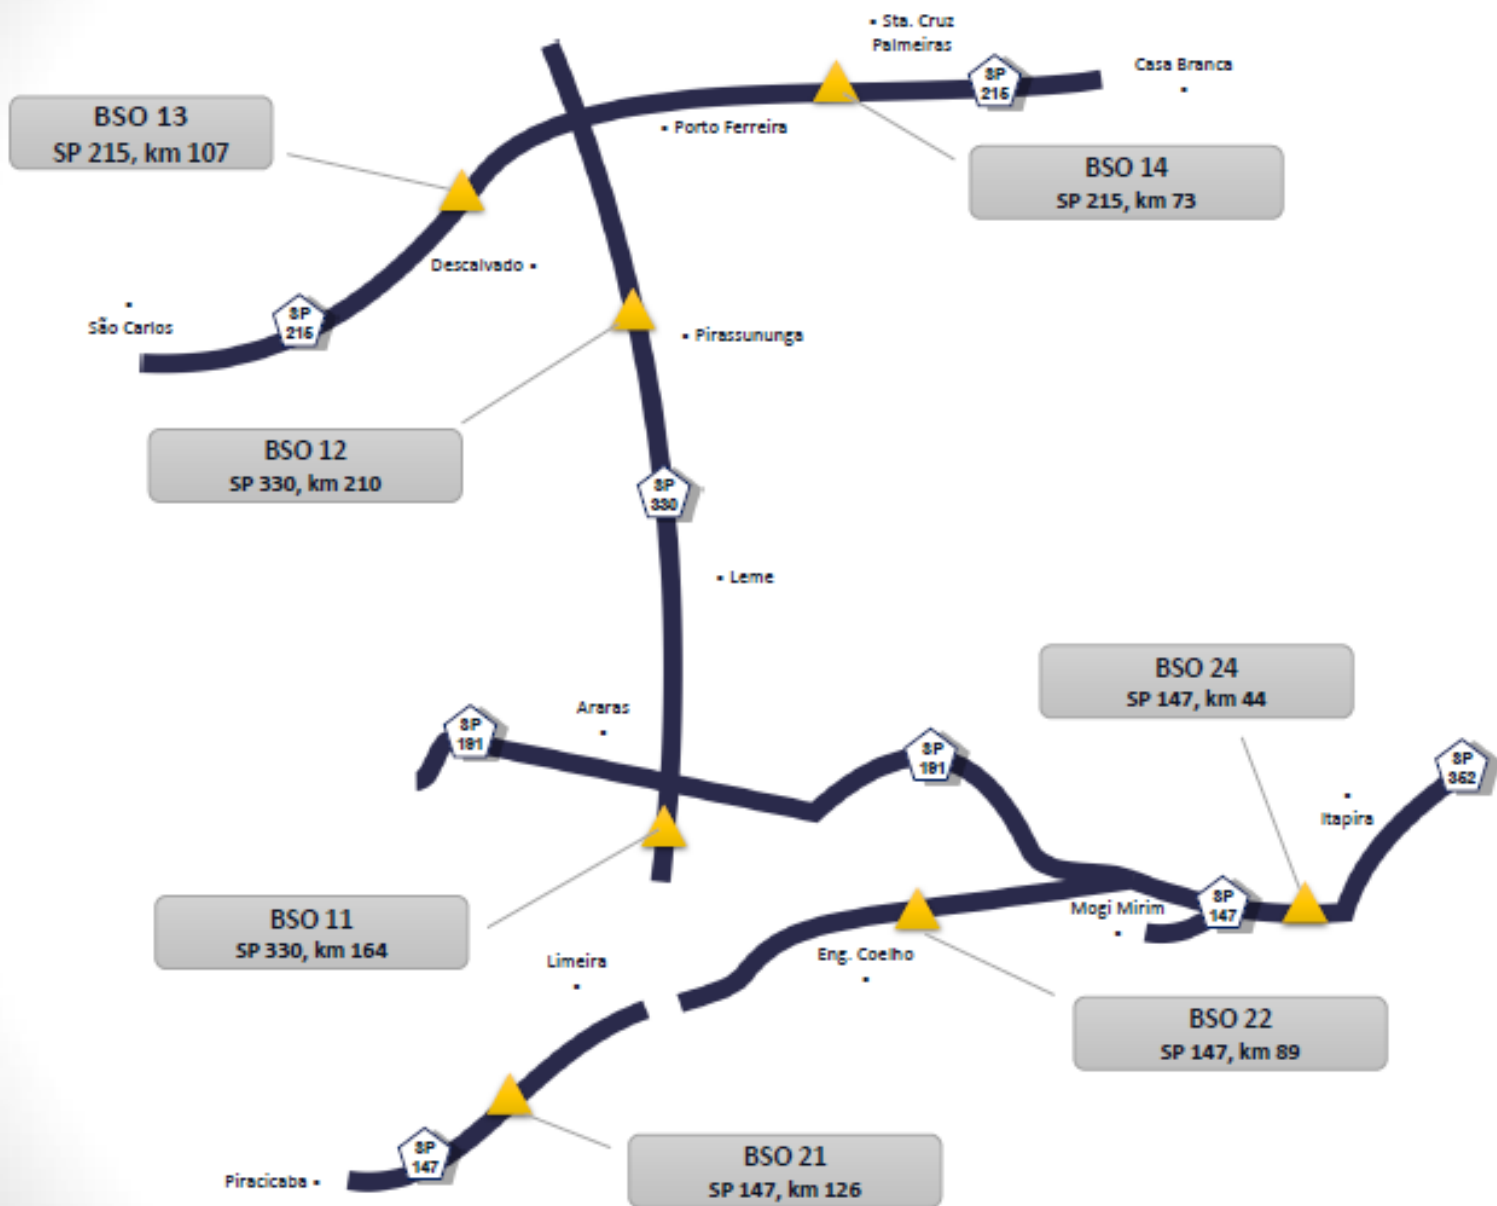 Sta. Cruz
Palmeiras
Casa Branca
SP
215
BSO 13
SP 215, km 107
Porto Ferreira
BSO 14
SP 215, km 73
Descalvado
São Carlos
SP
215
Pirassununga
BSO 12
SP 330, km 210
SP
330
Leme
BSO 24
SP 147, km 44
Araras
SP
191
SP
191
SP
352
Itapira
BSO 11
SP 330, km 164
Mogi Mirim
SP
147
Limeira
Eng. Coelho
BSO 22
SP 147, km 89
SP
147
Piracicaba
BSO 21
SP 147, km 126